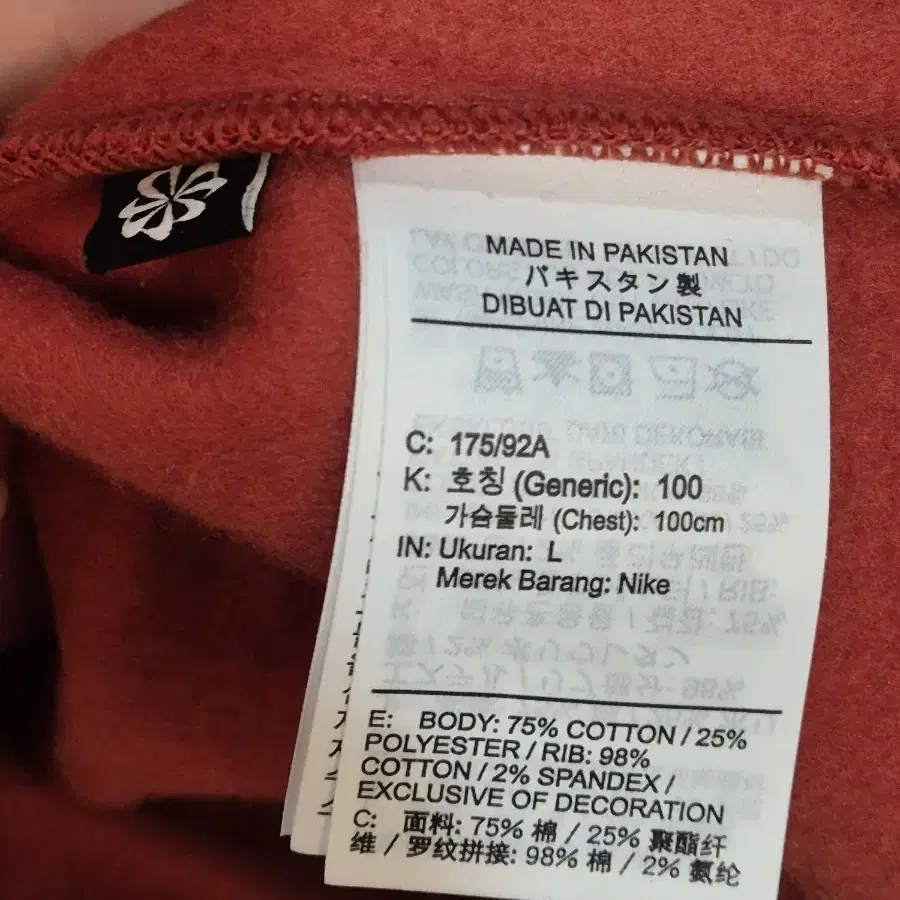 MADE IN PAKISTAN
パキスタン製
DIBUAT DI PAKISTAN
C: 175/92A
K: 호칭 (Generic): 100
가슴둘레 (Chest): 100cm
IN: Ukuran: L
Merek Barang: Nike
E: BODY: 75% COTTON / 25%
POLYESTER / RIB: 98%
COTTON / 2% SPANDEX /
EXCLUSIVE OF DECORATION
C: 面料: 75% 棉 / 25% 聚酯纤
维 / 罗纹拼接: 98% 棉 / 2% 氨纶